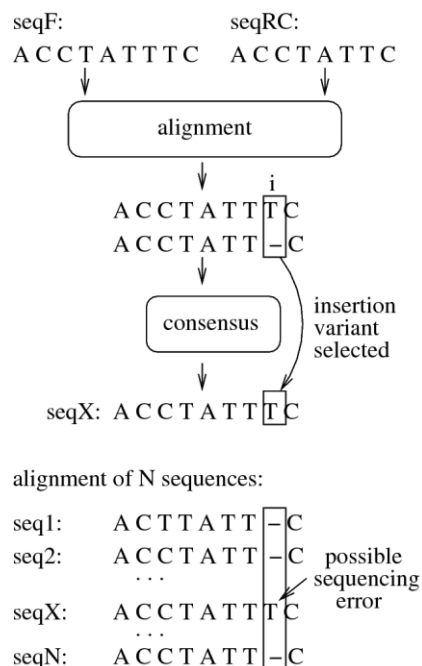 seqF: seqRC:
A C C T A T T T C A C C T A T T C
alignment
i
A C C T A T T T C
A C C T A T T – C
consensus
insertion
variant
selected
seqX: A C C T A T T T C
alignment of N sequences:
seq1: A C T T A T T – C
seq2: A C C T A T T – C
. . .
possible
sequencing
error
seqX: A C C T A T T T C
. . .
seqN: A C C T A T T – C